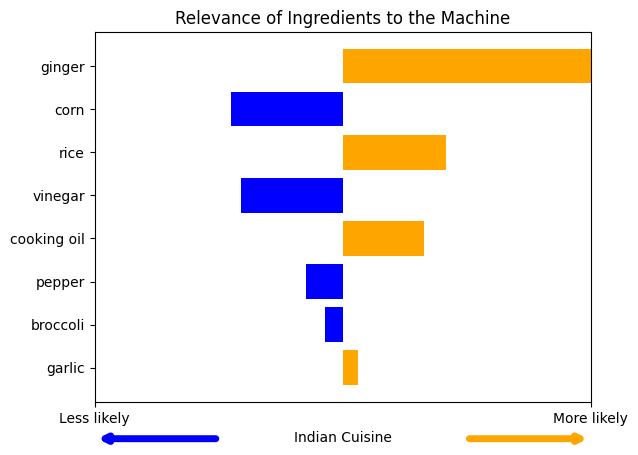 Relevance of Ingredients to the Machine
ginger
corn
rice
vinegar
cooking oil
pepper
broccoli
garlic
Less likely
More likely
Indian Cuisine